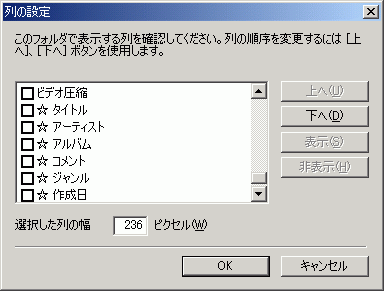 列の設定
このフォルダで表示する列を確認してください。列の順序を変更するには [上
へ]、[下へ] ボタンを使用します。
ビデオ圧縮
☆ タイトル
☆ アーティスト
☆ アルバム
☆ コメント
☆ ジャンル
☆ 作成日
上へ(U)
下へ(D)
表示(S)
非表示(H)
選択した列の幅 236 ピクセル(W)
OK キャンセル